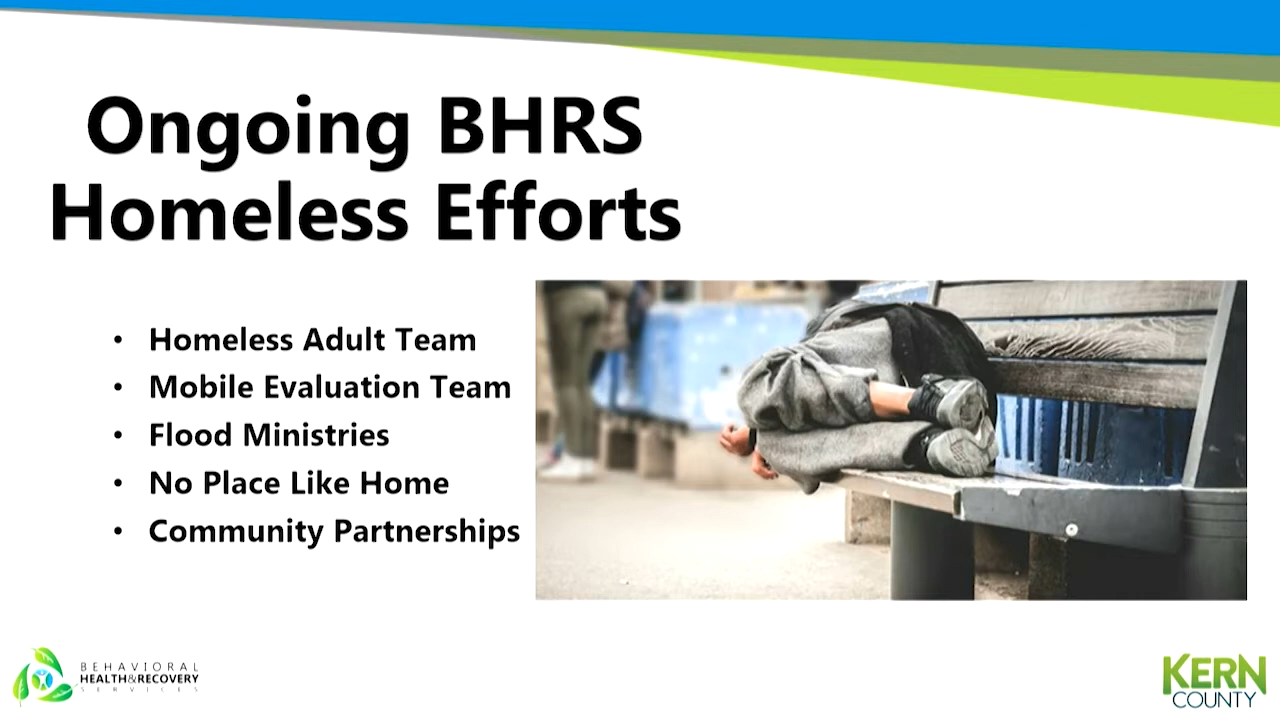 Ongoing BHRS
Homeless Efforts
• Homeless Adult Team
• Mobile Evaluation Team
• Flood Ministries
• No Place Like Home
• Community Partnerships
BEHAVIORAL
HEALTH&RECOVERY
SERVICES
KERN
COUNTY